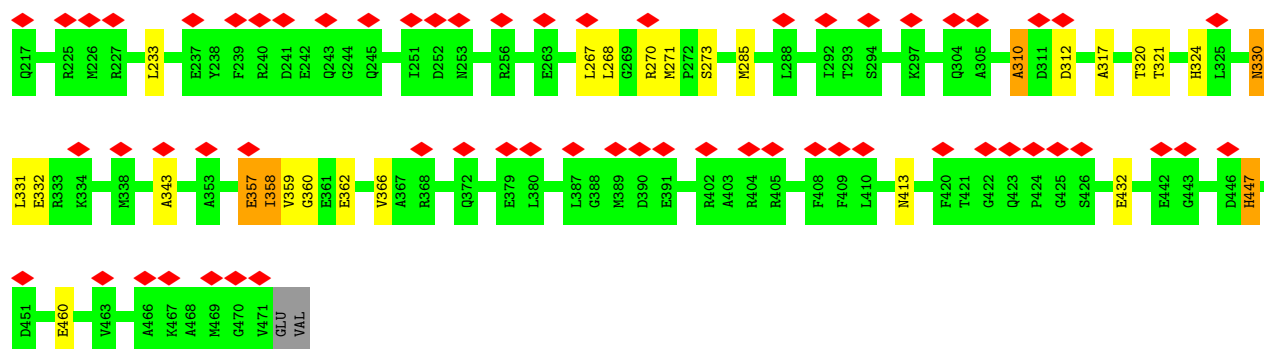 Q217 R225 M226 R227 L233 E237 Y238 F239 R240 D241 E242 Q243 G244 Q245 I251 D252 N253 R256 E263 L267 L268 G269 R270 M271 P272 S273 M285 L288 I292 T293 S294 K297 Q304 A305 A310 D311 D312 A317 T320 T321 H324 L325 N330
L331 E332 R333 K334 M338 A343 A353 E357 I358 V359 G360 E361 E362 V366 A367 R368 Q372 E379 L380 L387 G388 M389 D390 E391 R402 A403 R404 R405 F408 F409 L410 N413 F420 T421 G422 Q423 P424 G425 S426 E432 E442 G443 D446 H447
D451 E460 V463 A466 K467 A468 M469 G470 V471 GLU VAL